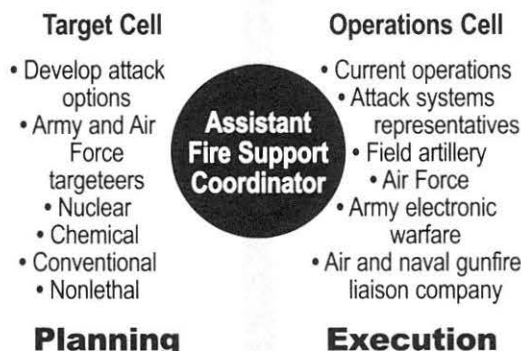 Target Cell
• Develop attack
options
• Army and Air
Force
targeteers
• Nuclear
• Chemical
• Conventional
• Nonlethal
Planning
Assistant
Fire Support
Coordinator
Operations Cell
• Current operations
• Attack systems
representatives
• Field artillery
• Air Force
• Army electronic
warfare
• Air and naval gunfire
liaison company
Execution